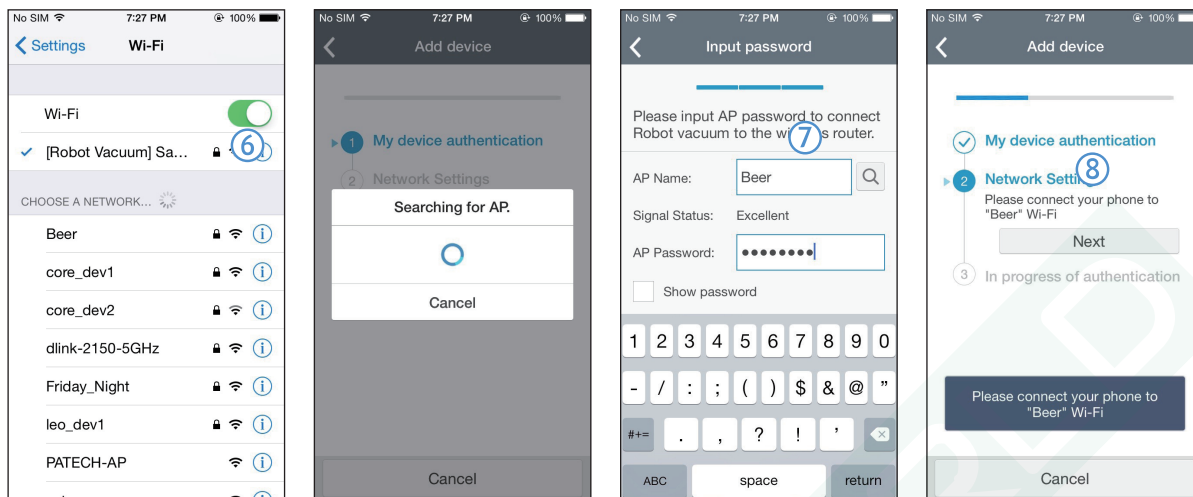 No SIM 7:27 PM 100%
Settings Wi-Fi
Wi-Fi
6
[Robot Vacuum] Sa...
CHOOSE A NETWORK...
Beer
core_dev1
core_dev2
dlink-2150-5GHz
Friday_Night
leo_dev1
PATECH-AP
No SIM 7:27 PM 100%
Add device
1 My device authentication
2 Network Settings
Searching for AP.
Cancel
Cancel
No SIM 7:27 PM 100%
Input password
Please input AP password to connect
Robot vacuum to the wi s router.
7
AP Name: Beer
Signal Status: Excellent
AP Password: ●●●●●●●●
Show password
1 2 3 4 5 6 7 8 9 0
- / : ; ( ) $ & @ ”
#+= . , ? ! ’
ABC space return
No SIM 7:27 PM 100%
Add device
My device authentication
8
2 Network Setti
Please connect your phone to
"Beer" Wi-Fi
Next
3 In progress of authentication
Please connect your phone to
"Beer" Wi-Fi
Cancel